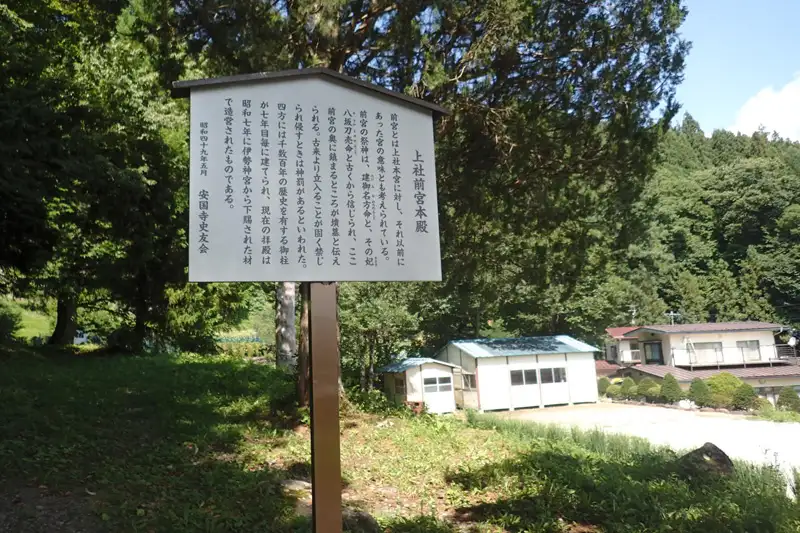 上社前宮本殿
前宮とは上社本宮に対し、それ以前に
あった宮の意味とも考えられている。
前宮の祭神は、建御名方命と、その妃
八坂刀売命と古くから信じられ、ここ
前宮の奥に鎮まるところが墳墓と伝え
られる。古来より立入ることが固く禁じ
られ侵すときは神罰があるといわれた。
四方には千数百年の歴史を有する御柱
が七年目毎に建てられ、現在の拝殿は
昭和七年に伊勢神宮から下賜された材
で造営されたものである。
昭和四十九年五月
安国寺史友会